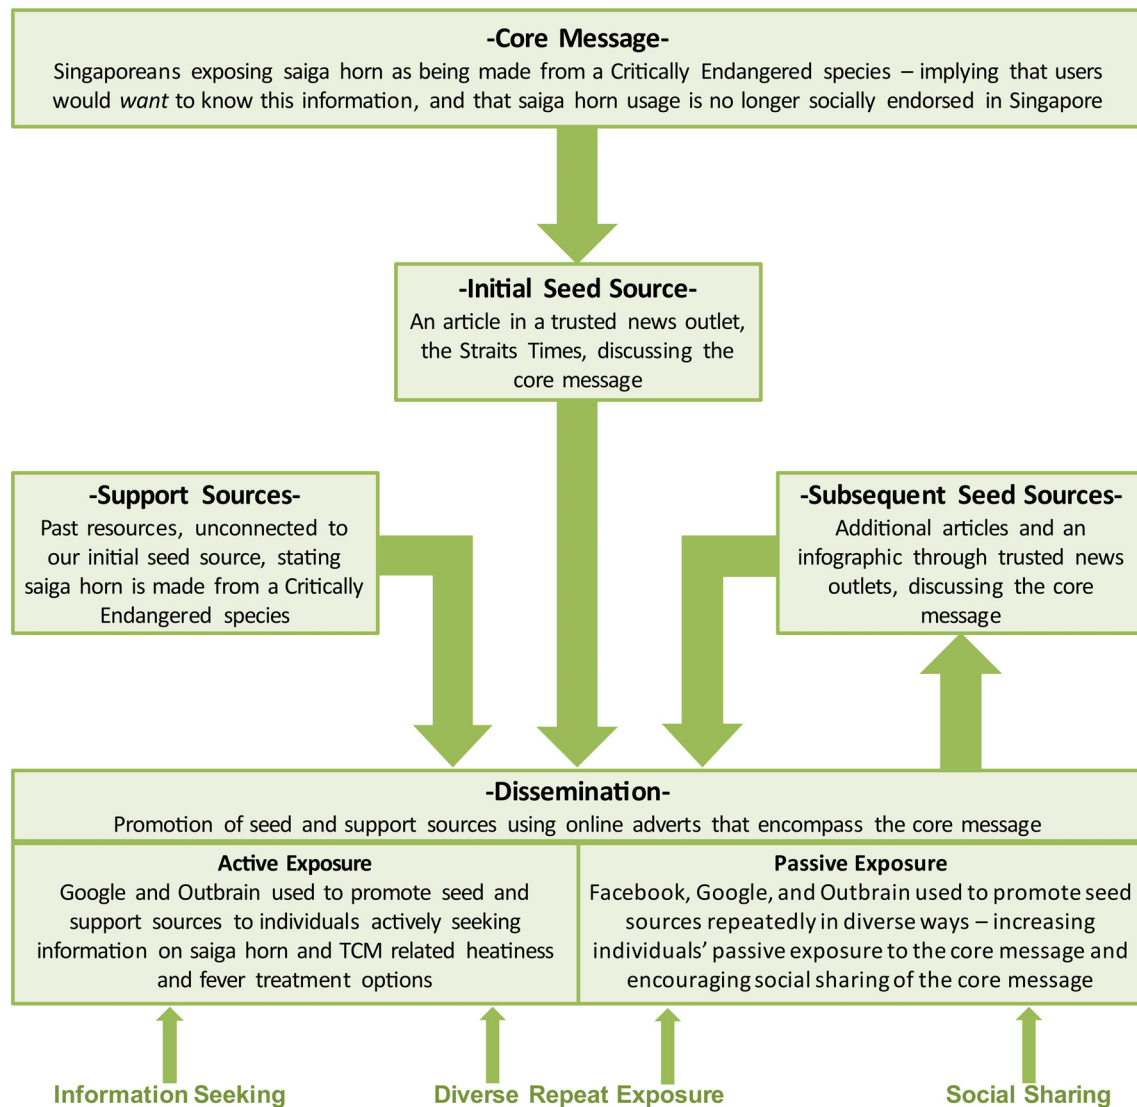 -Core Message-
Singaporeans exposing saiga horn as being made from a Critically Endangered species – implying that users
would want to know this information, and that saiga horn usage is no longer socially endorsed in Singapore
-Initial Seed Source-
An article in a trusted news outlet,
the Straits Times, discussing the
core message
-Support Sources-
Past resources, unconnected to
our initial seed source, stating
saiga horn is made from a Critically
Endangered species
-Subsequent Seed Sources-
Additional articles and an
infographic through trusted news
outlets, discussing the core
message
-Dissemination-
Promotion of seed and support sources using online adverts that encompass the core message
Active Exposure
Google and Outbrain used to promote seed and
support sources to individuals actively seeking
information on saiga horn and TCM related heatiness
and fever treatment options
Passive Exposure
Facebook, Google, and Outbrain used to promote seed
sources repeatedly in diverse ways – increasing
individuals' passive exposure to the core message and
encouraging social sharing of the core message
Information Seeking
Diverse Repeat Exposure
Social Sharing